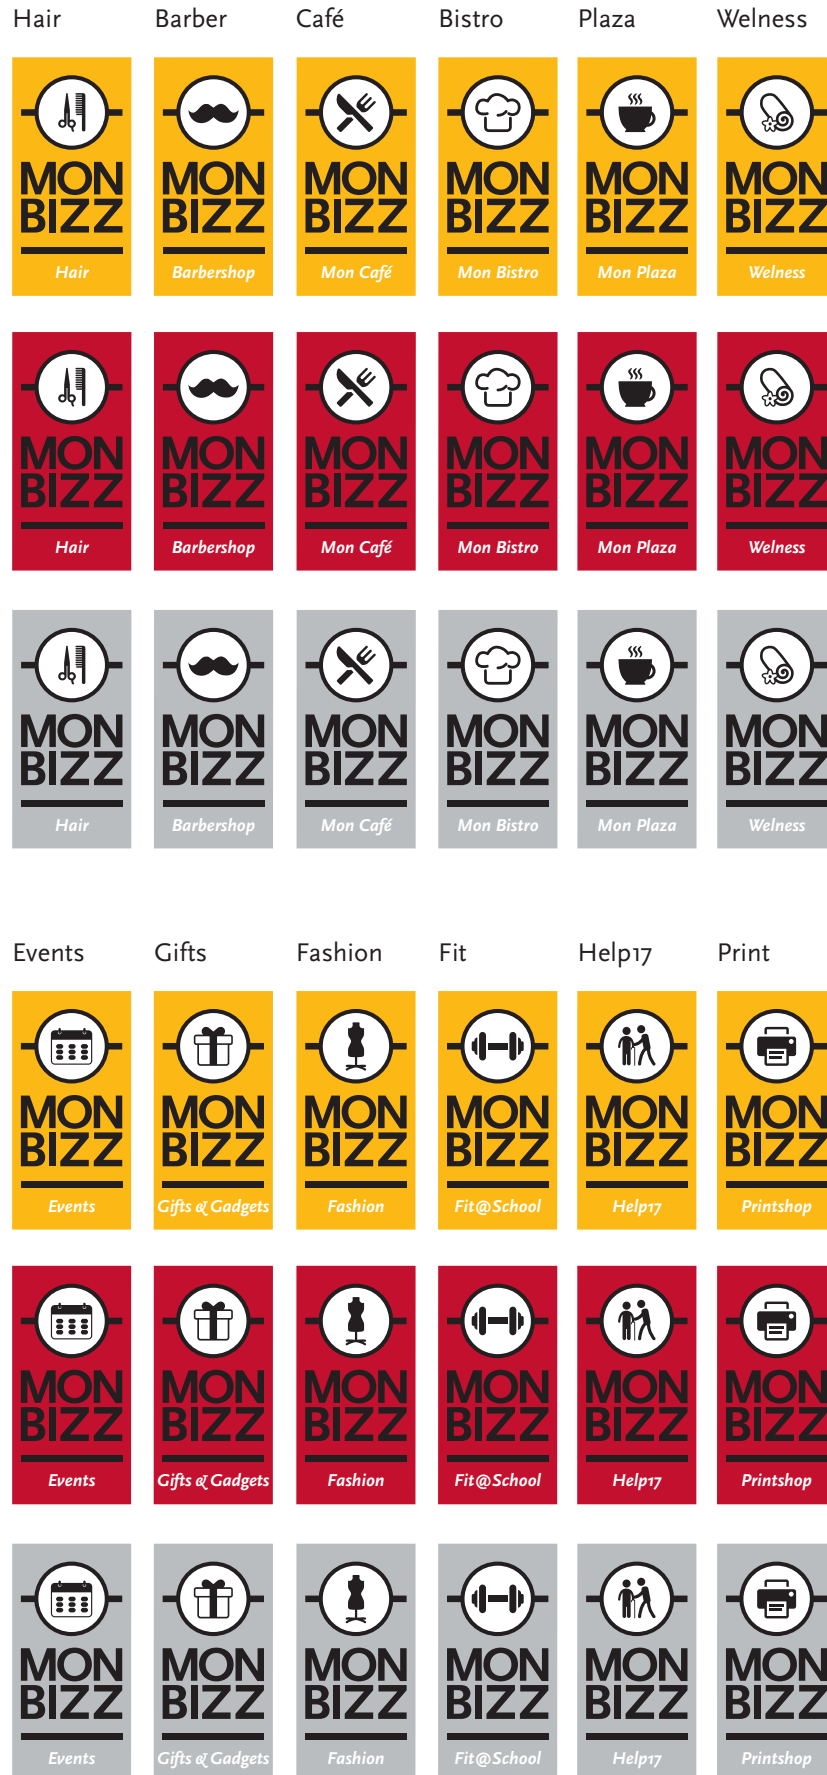 Hair Barber Café Bistro Plaza Welness
MON MON MON MON MON MON
BIZZ BIZZ BIZZ BIZZ BIZZ BIZZ
Hair Barbershop Mon Café Mon Bistro Mon Plaza Welness
MON MON MON MON MON MON
BIZZ BIZZ BIZZ BIZZ BIZZ BIZZ
Hair Barbershop Mon Café Mon Bistro Mon Plaza Welness
MON MON MON MON MON MON
BIZZ BIZZ BIZZ BIZZ BIZZ BIZZ
Hair Barbershop Mon Café Mon Bistro Mon Plaza Welness
Events Gifts Fashion Fit Help17 Print
MON MON MON MON MON MON
BIZZ BIZZ BIZZ BIZZ BIZZ BIZZ
Events Gifts & Gadgets Fashion Fit@School Help17 Printshop
MON MON MON MON MON MON
BIZZ BIZZ BIZZ BIZZ BIZZ BIZZ
Events Gifts & Gadgets Fashion Fit@School Help17 Printshop
MON MON MON MON MON MON
BIZZ BIZZ BIZZ BIZZ BIZZ BIZZ
Events Gifts & Gadgets Fashion Fit@School Help17 Printshop